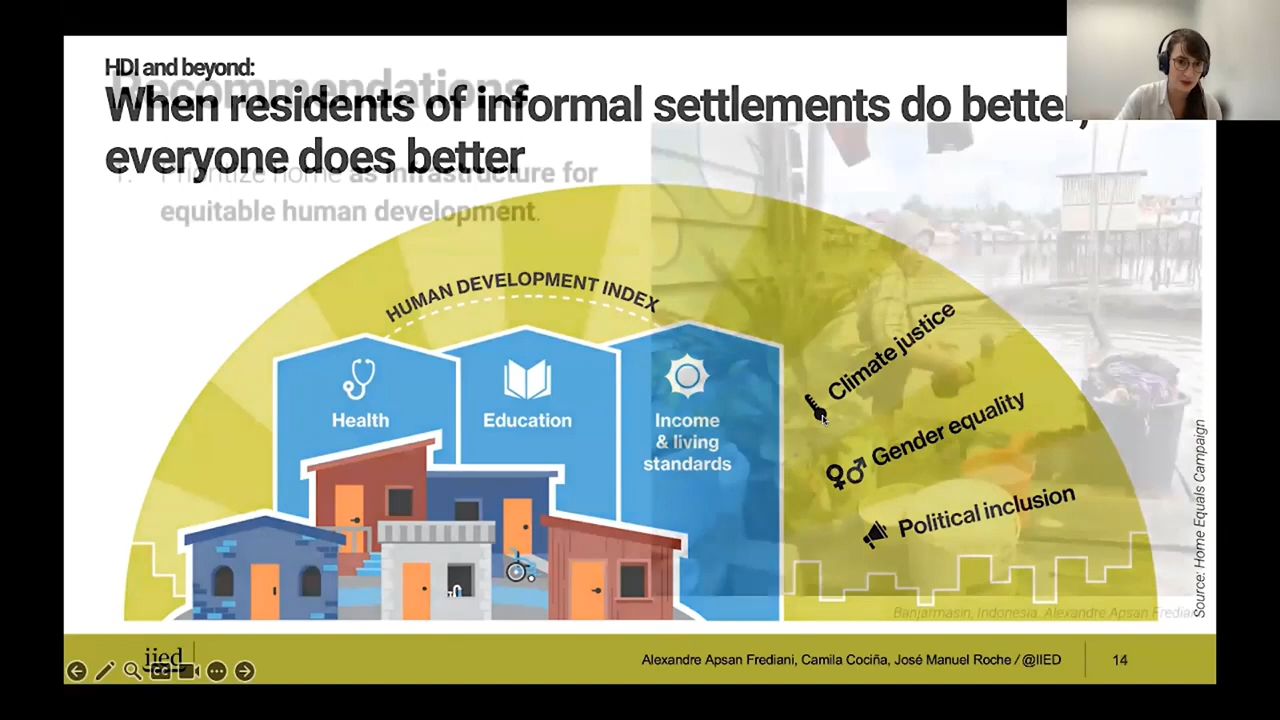 HDI and beyond:
Recommendations
When residents of informal settlements do better,
everyone does better
1. Prioritize home as infrastructure for
equitable human development.
HUMAN DEVELOPMENT INDEX
Health
Education
Income
& living
standards
Climate justice
Gender equality
Political inclusion
Source: Home Equals Campaign
Banjarmasin, Indonesia. Alexandre Apsan Frediani
iied
Alexandre Apsan Frediani, Camila Cociña, José Manuel Roche / @IIED
14
CC